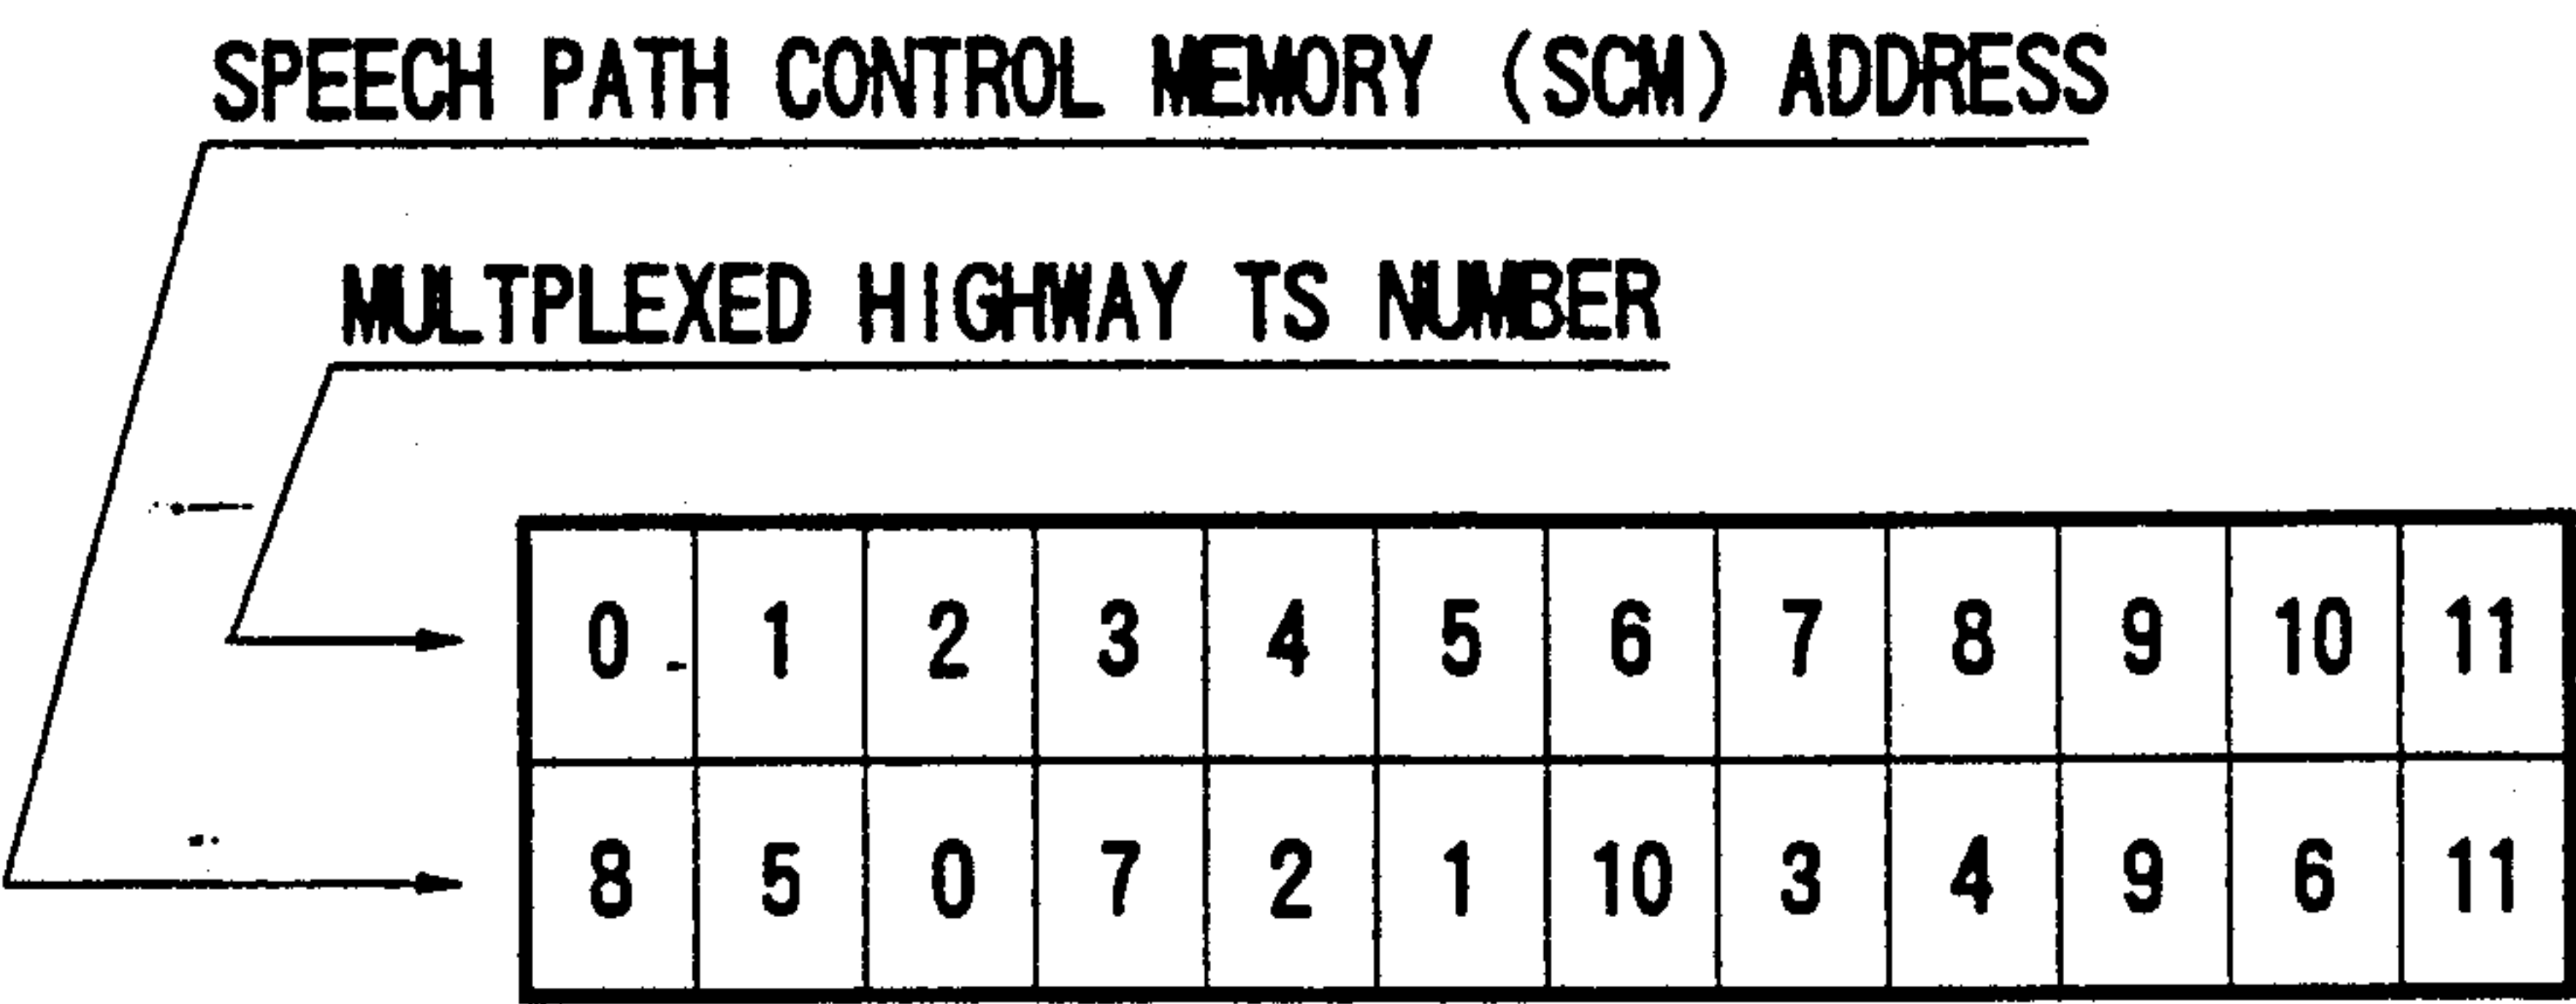 SPEECH PATH CONTROL MEMORY (SCM) ADDRESS
MULTPLEXED HIGHWAY TS NUMBER
0 1 2 3 4 5 6 7 8 9 10 11
8 5 0 7 2 1 10 3 4 9 6 11